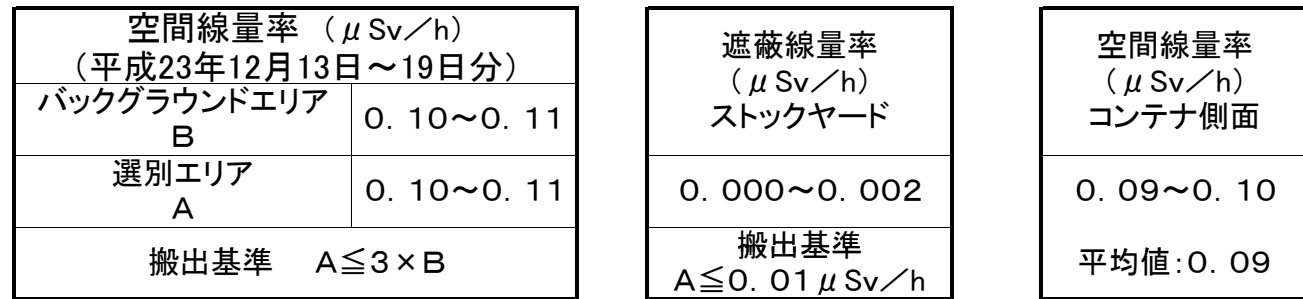 空間線量率 （μSv／h）
（平成23年12月13日～19日分）
バックグラウンドエリア
B
0．10～0．11
選別エリア
A
0．10～0．11
搬出基準　A≦3×B
遮蔽線量率
（μSv／h）
ストックヤード
0．000～0．002
搬出基準
A≦0．01μSv／h
空間線量率
（μSv／h）
コンテナ側面
0．09～0．10
平均値：0．09